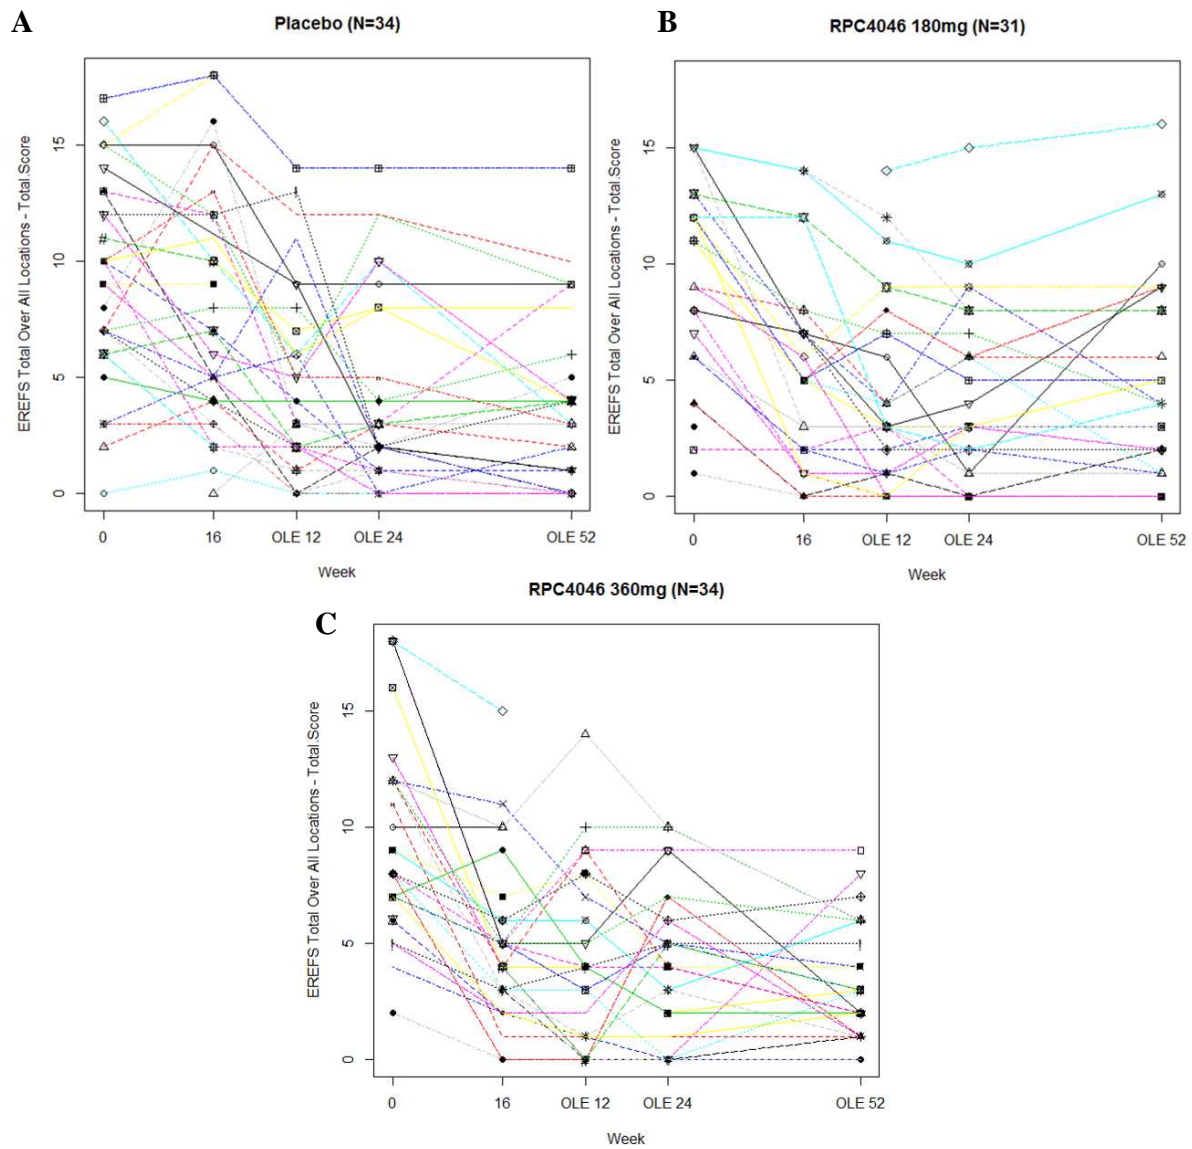 A
Placebo (N=34)
EREFS Total Over All Locations - Total.Score
15
10
5
0
0 16 OLE 12 OLE 24 OLE 52
Week
B
RPC4046 180mg (N=31)
EREFS Total Over All Locations - Total.Score
15
10
5
0
0 16 OLE 12 OLE 24 OLE 52
Week
C
RPC4046 360mg (N=34)
EREFS Total Over All Locations - Total.Score
15
10
5
0
0 16 OLE 12 OLE 24 OLE 52
Week